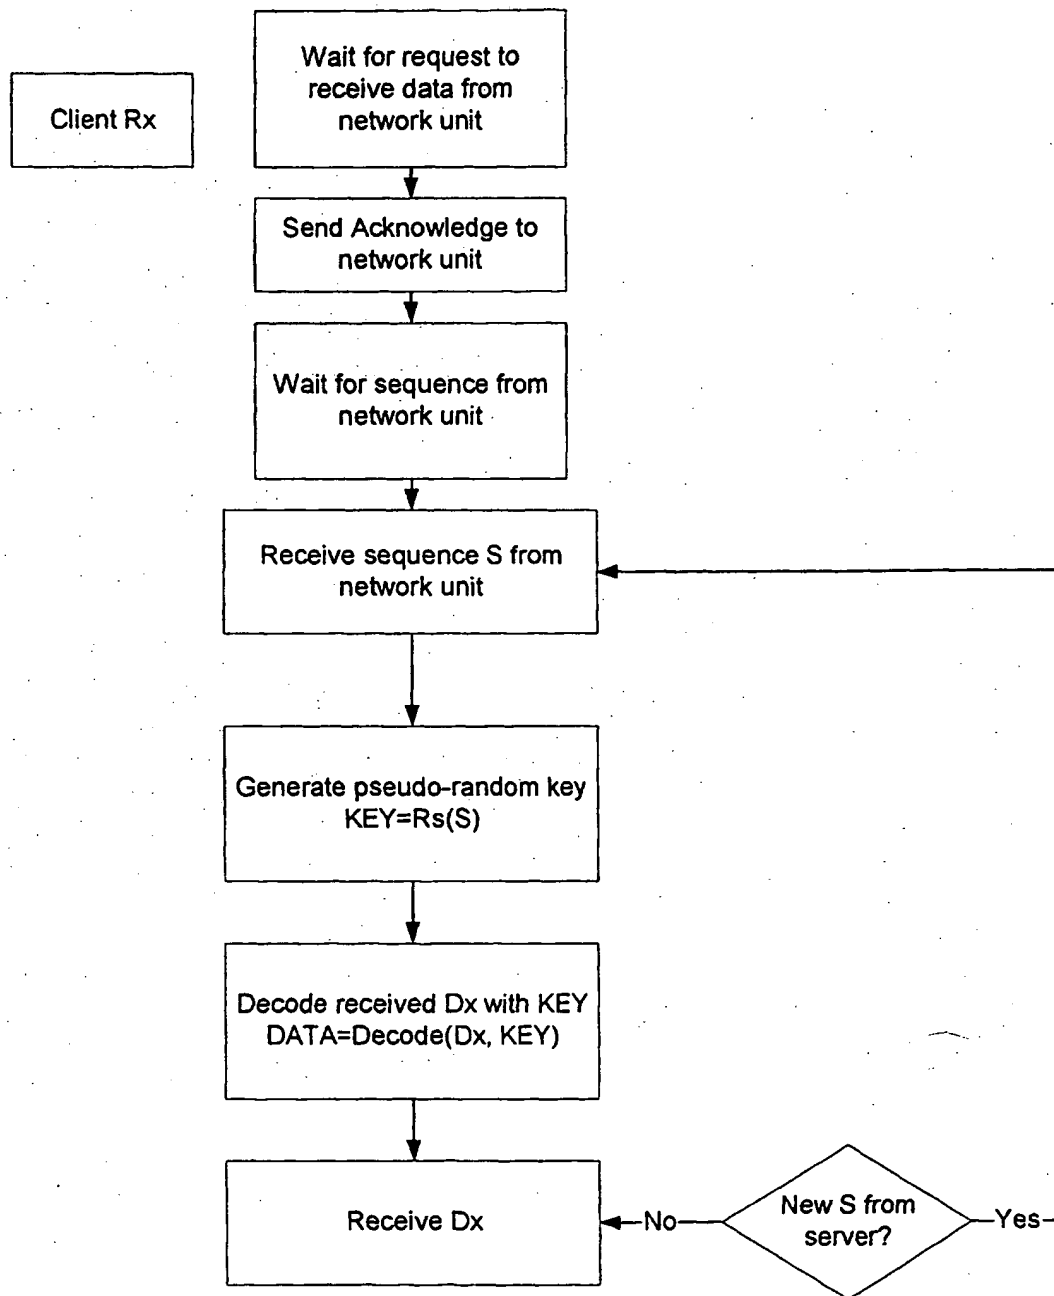 Client Rx
Wait for request to
receive data from
network unit
Send Acknowledge to
network unit
Wait for sequence from
network unit
Receive sequence S from
network unit
Generate pseudo-random key
KEY=Rs(S)
Decode received Dx with KEY
DATA=Decode(Dx, KEY)
Receive Dx
No
New S from
server?
Yes